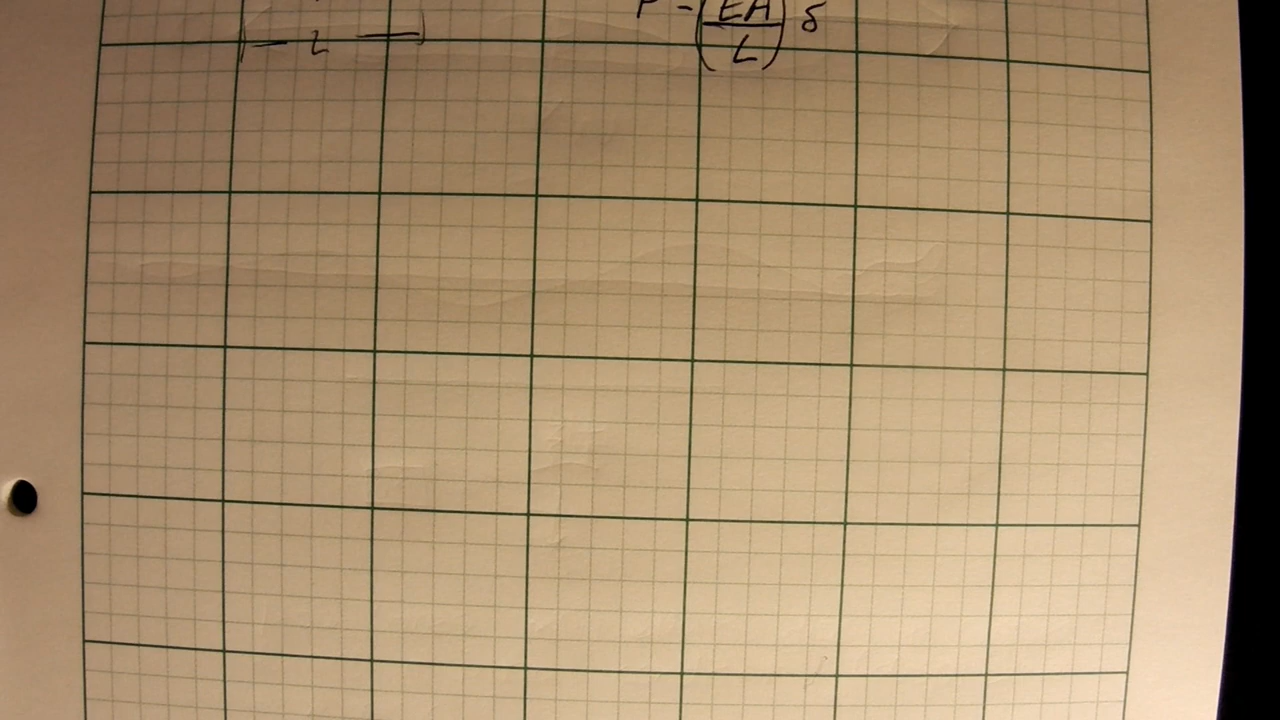 L
P = (EA/L) δ